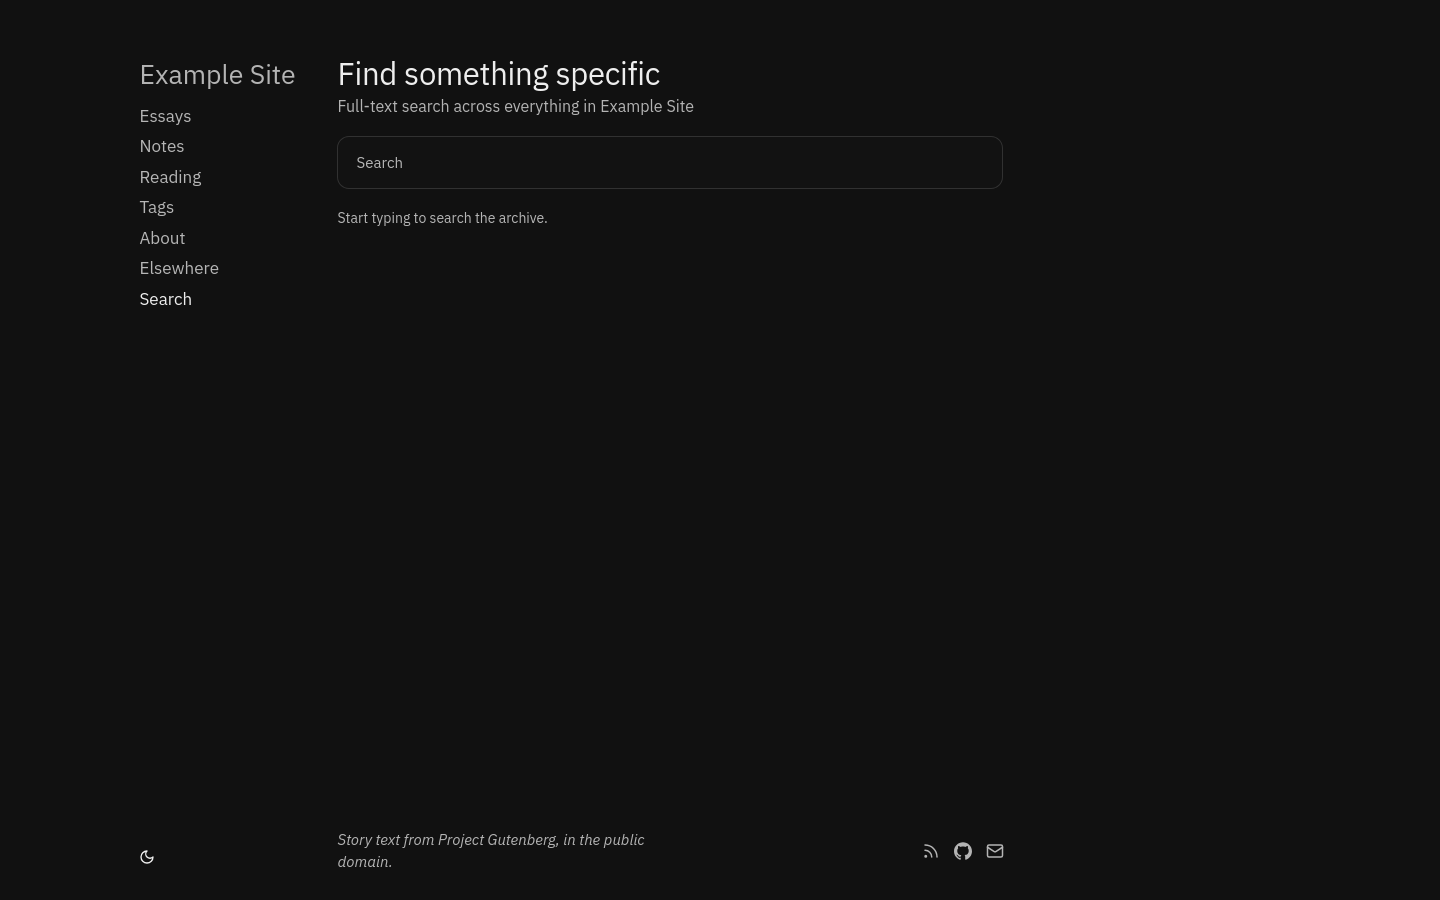 Example Site
Essays
Notes
Reading
Tags
About
Elsewhere
Search
Find something specific
Full-text search across everything in Example Site
Search
Start typing to search the archive.
Story text from Project Gutenberg, in the public
domain.